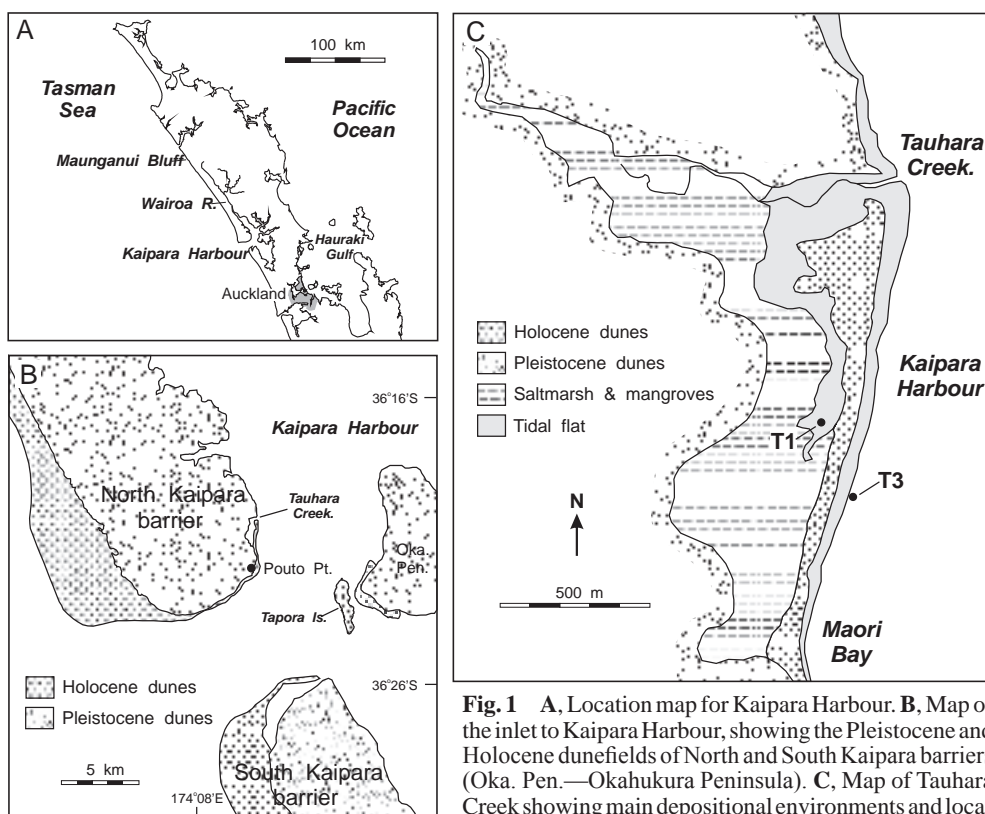 A
100 km
Tasman
Sea
Pacific
Ocean
Maunganui Bluff
Wairoa R.
Kaipara Harbour
Hauraki
Gulf
Auckland
B
36°16'S
Kaipara Harbour
North Kaipara
barrier
Tauhara
Creek.
Oka.
Pen.
Pouto Pt.
Tapora Is.
Holocene dunes
Pleistocene dunes
36°26'S
5 km
South Kaipara
barrier
174°08'E
C
Tauhara
Creek.
Holocene dunes
Pleistocene dunes
Saltmarsh & mangroves
Tidal flat
Kaipara
Harbour
T1
T3
N
500 m
Maori
Bay
Fig. 1 A, Location map for Kaipara Harbour. B, Map o
the inlet to Kaipara Harbour, showing the Pleistocene and
Holocene dunefields of North and South Kaipara barrier
(Oka. Pen.—Okahukura Peninsula). C, Map of Tauhara
Creek showing main depositional environments and loca